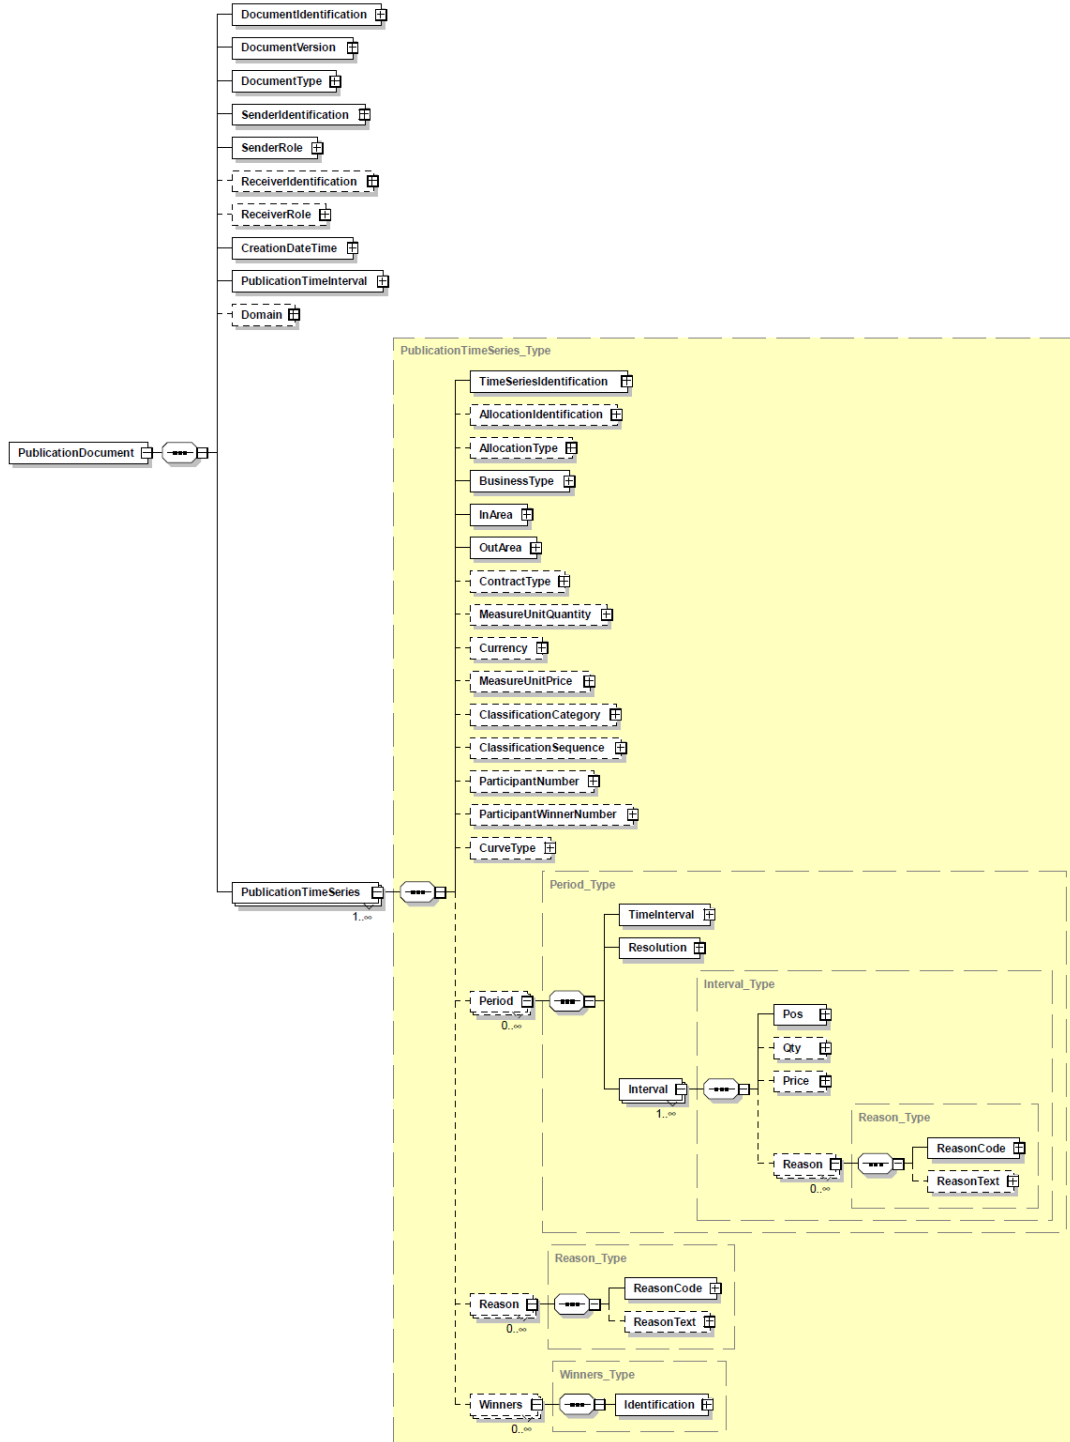 DocumentIdentification
DocumentVersion
DocumentType
SenderIdentification
SenderRole
ReceiverIdentification
ReceiverRole
CreationDateTime
PublicationTimeInterval
Domain
PublicationTimeSeries_Type
TimeSeriesIdentification
AllocationIdentification
AllocationType
PublicationDocument
BusinessType
InArea
OutArea
ContractType
MeasureUnitQuantity
Currency
MeasureUnitPrice
ClassificationCategory
ClassificationSequence
ParticipantNumber
ParticipantWinnerNumber
CurveType
PublicationTimeSeries
1..∞
Period_Type
TimeInterval
Resolution
Period
0..∞
Interval_Type
Pos
Qty
Price
Interval
1..∞
Reason_Type
ReasonCode
Reason
0..∞
ReasonText
Reason_Type
ReasonCode
Reason
0..∞
ReasonText
Winners_Type
Winners
0..∞
Identification